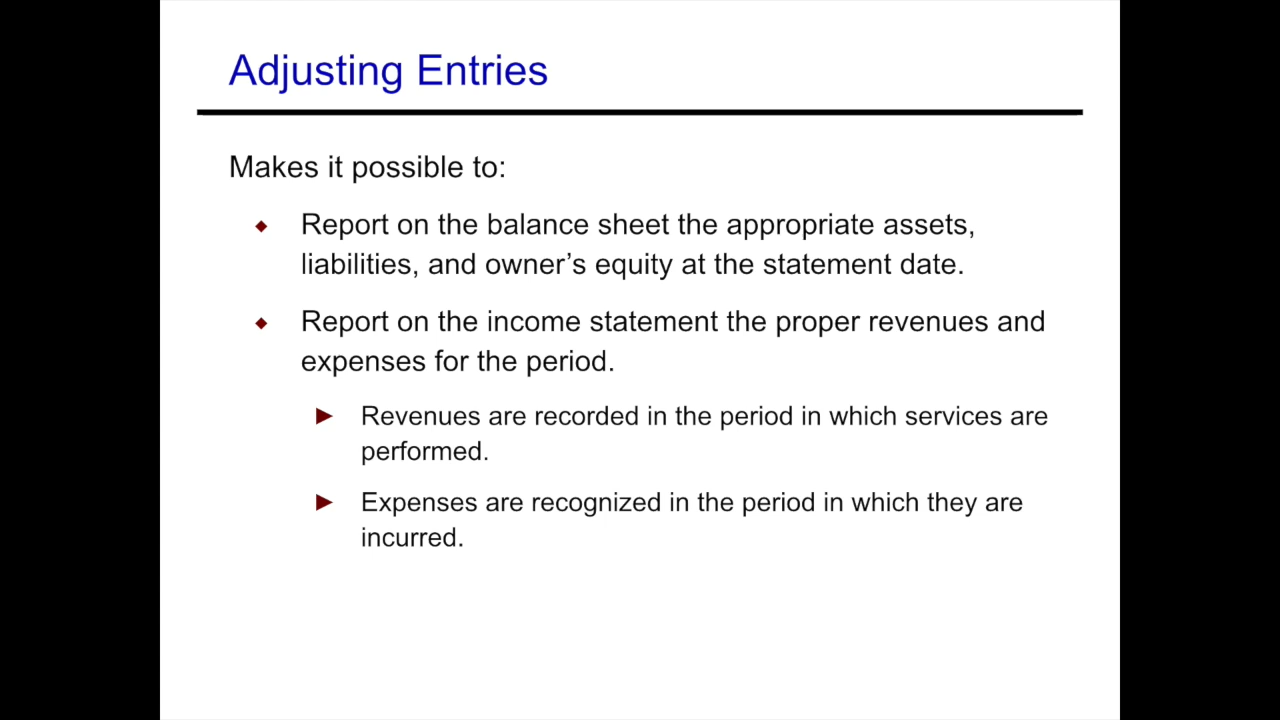 Adjusting Entries
Makes it possible to:
Report on the balance sheet the appropriate assets,
liabilities, and owner’s equity at the statement date.
Report on the income statement the proper revenues and
expenses for the period.
Revenues are recorded in the period in which services are
performed.
Expenses are recognized in the period in which they are
incurred.